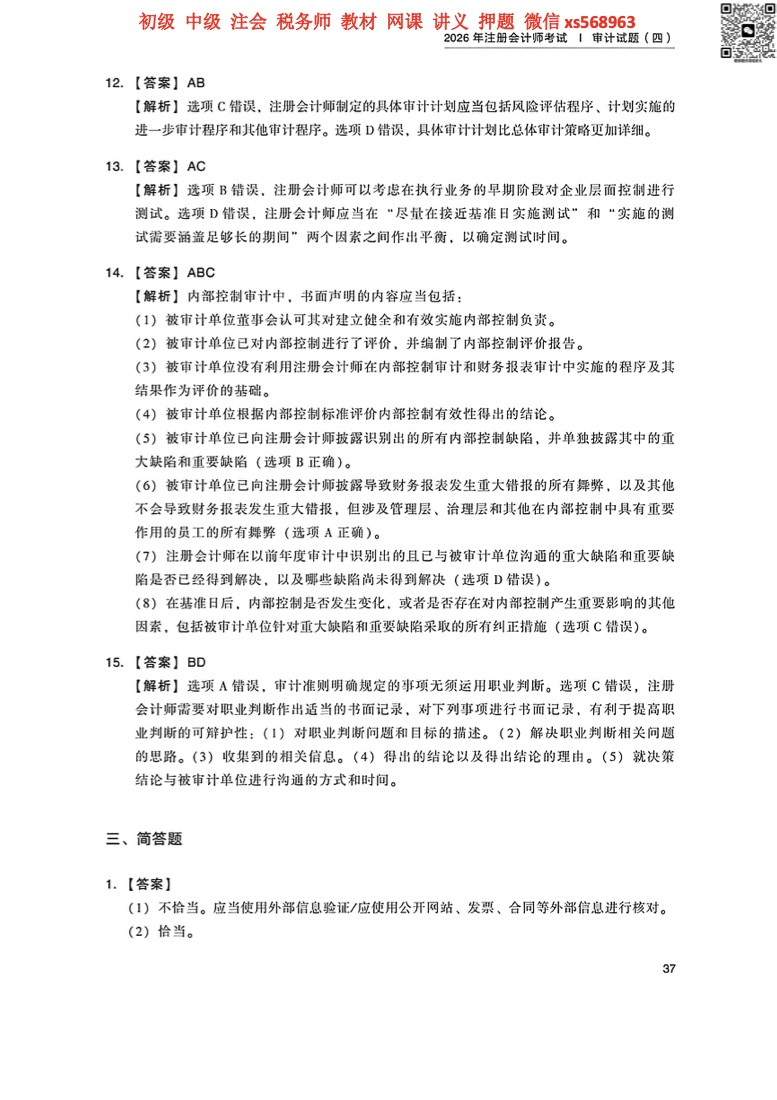 初级 中级 注会 税务师 教材 网课 讲义 押题 微信 xs568963
2026 年注册会计师考试 Ⅰ 审计试题（四）
12. 【答案】AB
【解析】选项 C 错误，注册会计师制定的具体审计计划应当包括风险评估程序、计划实施的
进一步审计程序和其他审计程序。选项 D 错误，具体审计计划比总体审计策略更加详细。
13. 【答案】AC
【解析】选项 B 错误，注册会计师可以考虑在执行业务的早期阶段对企业层面控制进行
测试。选项 D 错误，注册会计师应当在“尽量在接近基准日实施测试”和“实施的测
试需要涵盖足够长的期间”两个因素之间作出平衡，以确定测试时间。
14. 【答案】ABC
【解析】内部控制审计中，书面声明的内容应当包括：
（1）被审计单位董事会认可其对建立健全和有效实施内部控制负责。
（2）被审计单位已对内部控制进行了评价，并编制了内部控制评价报告。
（3）被审计单位没有利用注册会计师在内部控制审计和财务报表审计中实施的程序及其
结果作为评价的基础。
（4）被审计单位根据内部控制标准评价内部控制有效性得出的结论。
（5）被审计单位已向注册会计师披露识别出的所有内部控制缺陷，并单独披露其中的重
大缺陷和重要缺陷（选项 B 正确）。
（6）被审计单位已向注册会计师披露导致财务报表发生重大错报的所有舞弊，以及其他
不会导致财务报表发生重大错报，但涉及管理层、治理层和其他在内部控制中具有重要
作用的员工的所有舞弊（选项 A 正确）。
（7）注册会计师在以前年度审计中识别出的且已与被审计单位沟通的重大缺陷和重要缺
陷是否已经得到解决，以及哪些缺陷尚未得到解决（选项 D 错误）。
（8）在基准日后，内部控制是否发生变化，或者是否存在对内部控制产生重要影响的其他
因素，包括被审计单位针对重大缺陷和重要缺陷采取的所有纠正措施（选项 C 错误）。
15. 【答案】BD
【解析】选项 A 错误，审计准则明确规定的事项无须运用职业判断。选项 C 错误，注册
会计师需要对职业判断作出适当的书面记录，对下列事项进行书面记录，有利于提高职
业判断的可辩护性：（1）对职业判断问题和目标的描述。（2）解决职业判断相关问题
的思路。（3）收集到的相关信息。（4）得出的结论以及得出结论的理由。（5）就决策
结论与被审计单位进行沟通的方式和时间。
三、简答题
1. 【答案】
（1）不恰当。应当使用外部信息验证/应使用公开网站、发票、合同等外部信息进行核对。
（2）恰当。
37